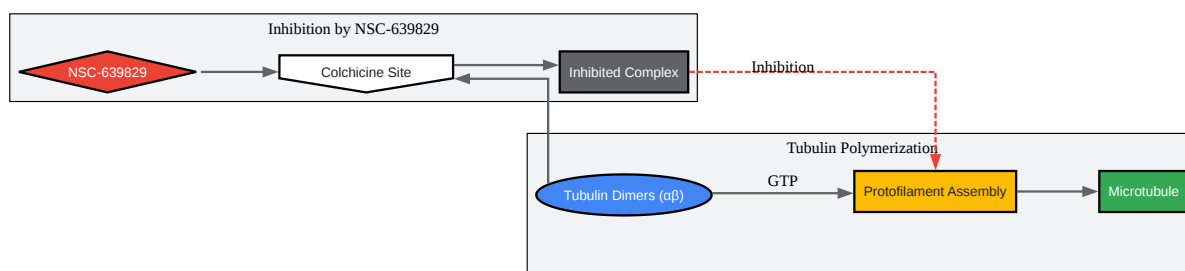 Inhibition by NSC-639829
NSC-639829
Colchicine Site
Inhibited Complex
Inhibition
Tubulin Polymerization
Tubulin Dimers (αβ)
GTP
Protofilament Assembly
Microtubule